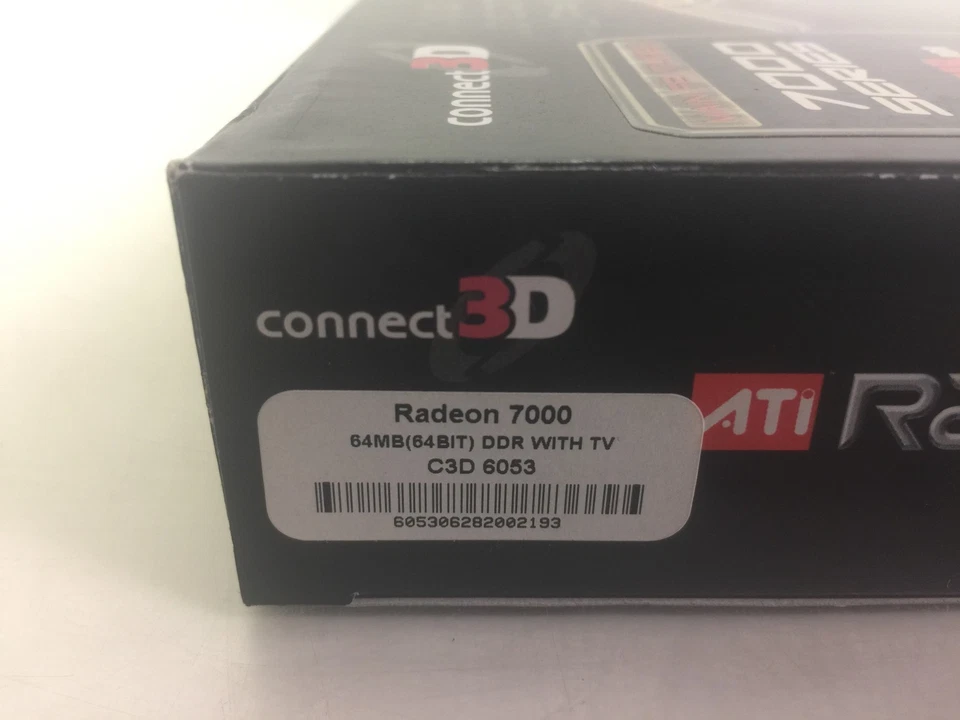 connect3D
7000
series
connect3D
ATI
Radeon 7000
64MB(64BIT) DDR WITH TV
C3D 6053
605306282002193